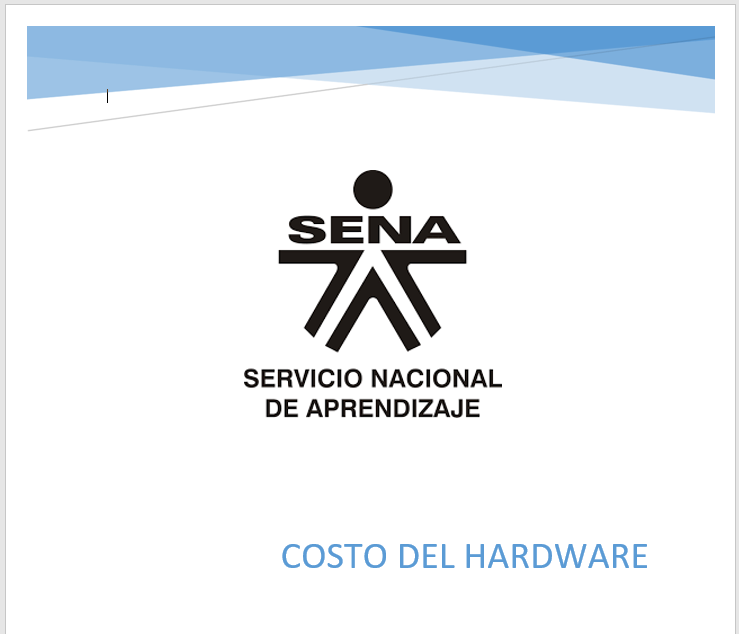 SENA
SERVICIO NACIONAL
DE APRENDIZAJE
COSTO DEL HARDWARE